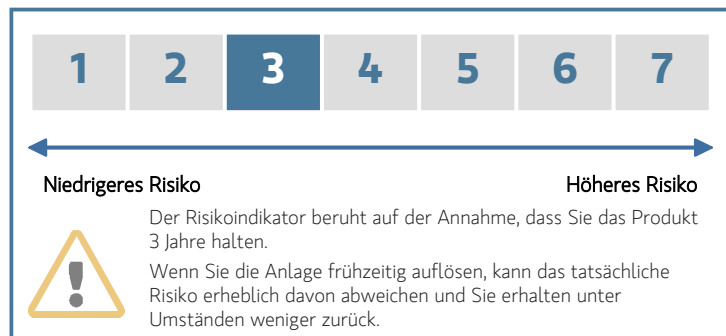 1 2 3 4 5 6 7
Niedrigeres Risiko Höheres Risiko
Der Risikoindikator beruht auf der Annahme, dass Sie das Produkt
3 Jahre halten.
Wenn Sie die Anlage frühzeitig auflösen, kann das tatsächliche
Risiko erheblich davon abweichen und Sie erhalten unter
Umständen weniger zurück.